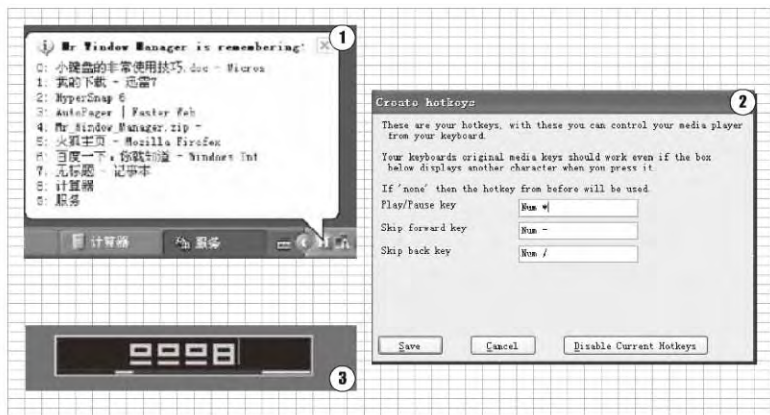 Mr Window Manager is remembering:
1
0: 小键盘的非常使用技巧.doc - Micros
1: 我的下载 - 迅雷7
2: HyperSnap 6
3: AutoPager | Faster Web
4: Mr_Window_Manager.zip -
5: 火狐主页 - Mozilla Firefox
6: 百度一下，你就知道 - Windows Int
7: 无标题 - 记事本
8: 计算器
9: 服务
计算器
服务
Create hotkeys
2
These are your hotkeys, with these you can control your media player
from your keyboard.
Your keyboards original media keys should work even if the box
below displays another character when you press it
If 'none' then the hotkey from before will be used
Play/Pause key
Num *
Skip forward key
Num -
Skip back key
Num /
Save
Cancel
Disable Current Hotkeys
3